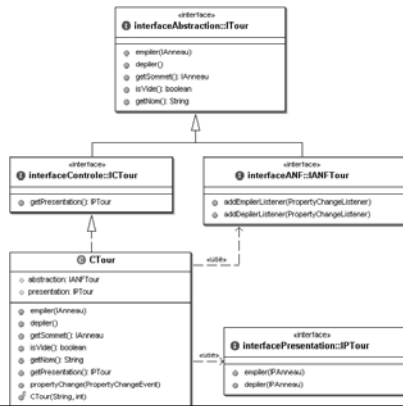 «interface»
interfaceAbstraction::ITour
empiler(IAnneau)
depiler()
getSommet(): IAnneau
isVide(): boolean
getNom(): String
«interface»
interfaceControle::ICTour
getPresentation(): IPTour
«interface»
interfaceANF::IANFTour
addEmpilerListener(PropertyChangeListener)
addDepilerListener(PropertyChangeListener)
CTour
abstraction: IANFTour
presentation: IPTour
empiler(IAnneau)
depiler()
getSommet(): IAnneau
isVide(): boolean
getNom(): String
getPresentation(): IPTour
propertyChange(PropertyChangeEvent)
CTour(String, int)
«use»
«use»
«interface»
interfacePresentation::IPTour
empiler(IPAnneau)
depiler(IPAnneau)